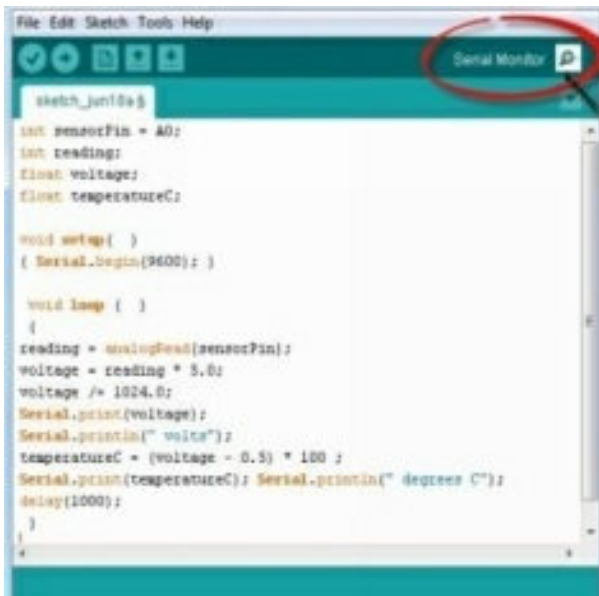 File Edit Sketch Tools Help
Serial Monitor
sketch_jun18a §
int sensorPin = A0;
int reading;
float voltage;
float temperatureC;
void setup( )
{ Serial.begin(9600); }
void loop ( )
{
reading = analogRead(sensorPin);
voltage = reading * 5.0;
voltage /= 1024.0;
Serial.print(voltage);
Serial.println(" volts");
temperatureC = (voltage - 0.5) * 100 ;
Serial.print(temperatureC); Serial.println(" degrees C");
delay(1000);
}